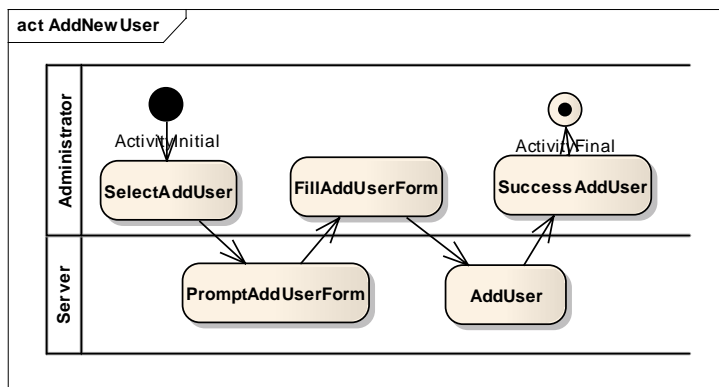 act AddNewUser
Administrator
ActivityInitial
ActivityFinal
SelectAddUser
FillAddUserForm
SuccessAddUser
Server
PromptAddUserForm
AddUser